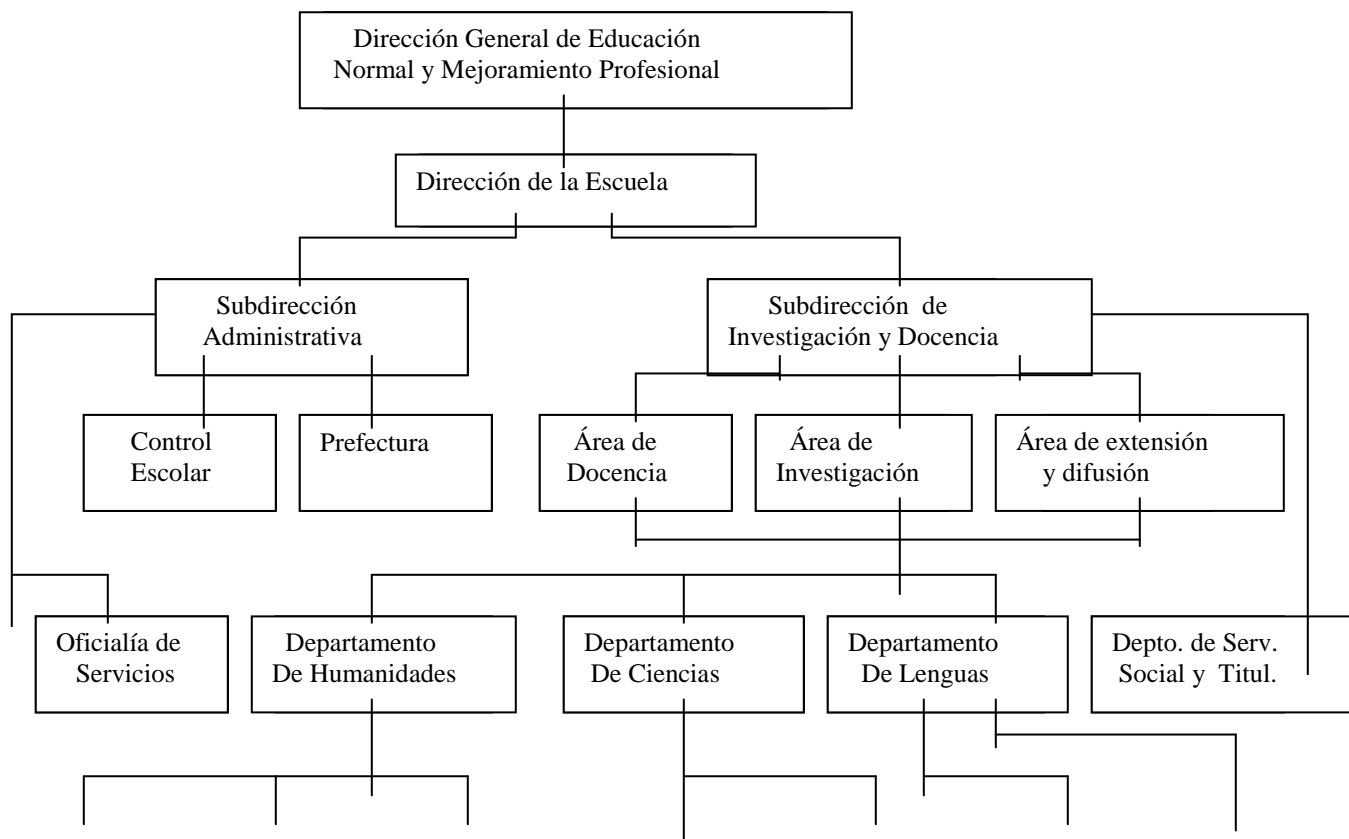 Dirección General de Educación
Normal y Mejoramiento Profesional
Dirección de la Escuela
Subdirección
Administrativa
Subdirección de
Investigación y Docencia
Control
Escolar
Prefectura
Área de
Docencia
Área de
Investigación
Área de extensión
y difusión
Oficialía de
Servicios
Departamento
De Humanidades
Departamento
De Ciencias
Departamento
De Lenguas
Depto. de Serv.
Social y Titul.